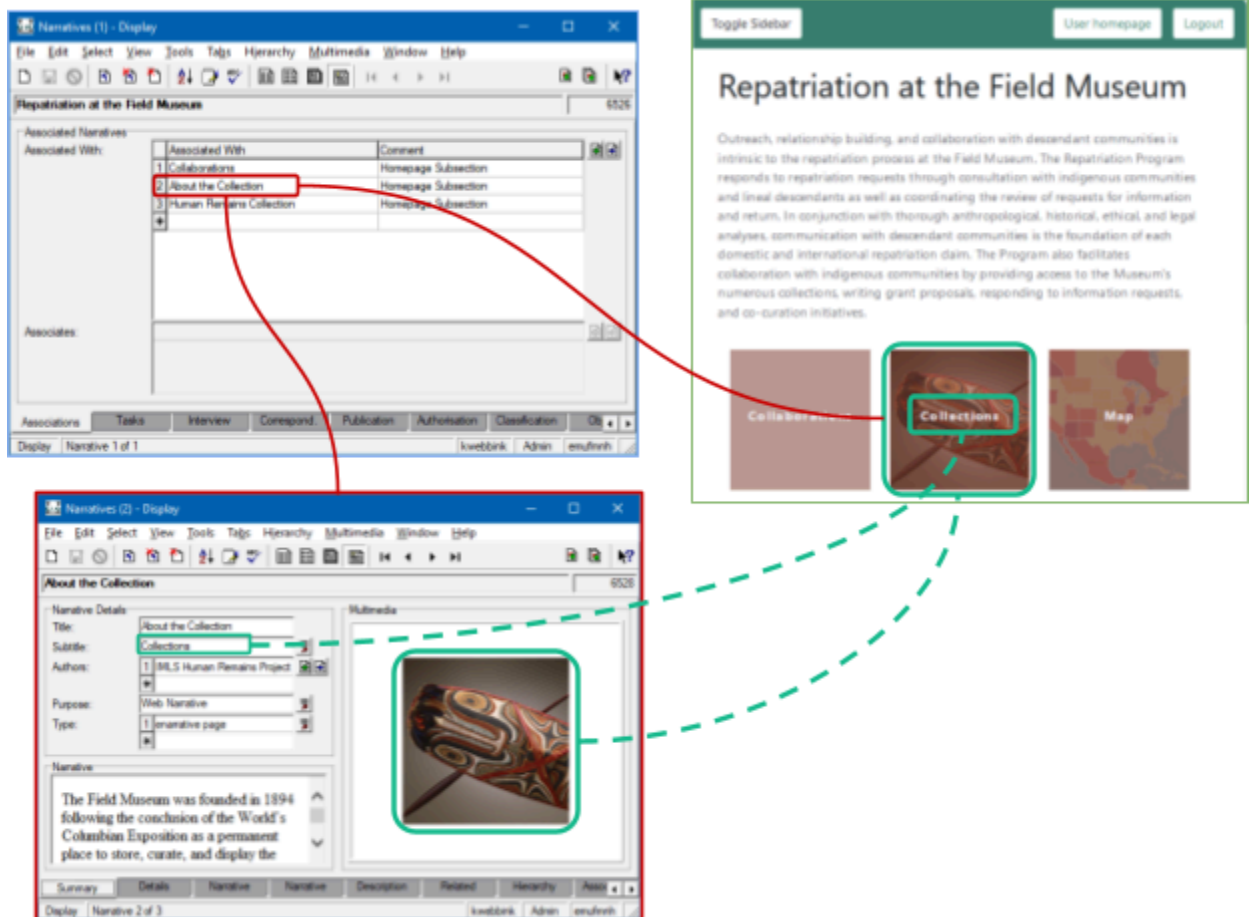 Narratives (1) - Display
File Edit Select View Tools Tabs Hierarchy Multimedia Window Help
Repatriation at the Field Museum 6526
Associated Narratives
Associated With:
Associated With Comment
1 Collaborations Homepage Subsection
2 About the Collection Homepage Subsection
3 Human Remains Collection Homepage Subsection
Associates:
Associations Tasks Interview Correspond. Publication Authorisation Classification Ob
Display Narrative 1 of 1 kwebbink Admin emufmnh
Toggle Sidebar User homepage Logout
Repatriation at the Field Museum
Outreach, relationship building, and collaboration with descendant communities is
intrinsic to the repatriation process at the Field Museum. The Repatriation Program
responds to repatriation requests through consultation with indigenous communities
and lineal descendants as well as coordinating the review of requests for information
and return. In conjunction with thorough anthropological, historical, ethical, and legal
analyses, communication with descendant communities is the foundation of each
domestic and international repatriation claim. The Program also facilitates
collaboration with indigenous communities by providing access to the Museum's
numerous collections, writing grant proposals, responding to information requests,
and co-curation initiatives.
Collaborations Collections Map
Narratives (2) - Display
File Edit Select View Tools Tabs Hierarchy Multimedia Window Help
About the Collection 6528
Narrative Details
Title: About the Collection
Subtitle: Collections
Authors: 1 IMLS Human Remains Project
Purpose: Web Narrative
Type: 1 enarrative page
Multimedia
Narrative
The Field Museum was founded in 1894
following the conclusion of the World's
Columbian Exposition as a permanent
place to store, curate, and display the
Summary Details Narrative Narrative Description Related Hierarchy Asso
Display Narrative 2 of 3 kwebbink Admin emufmnh